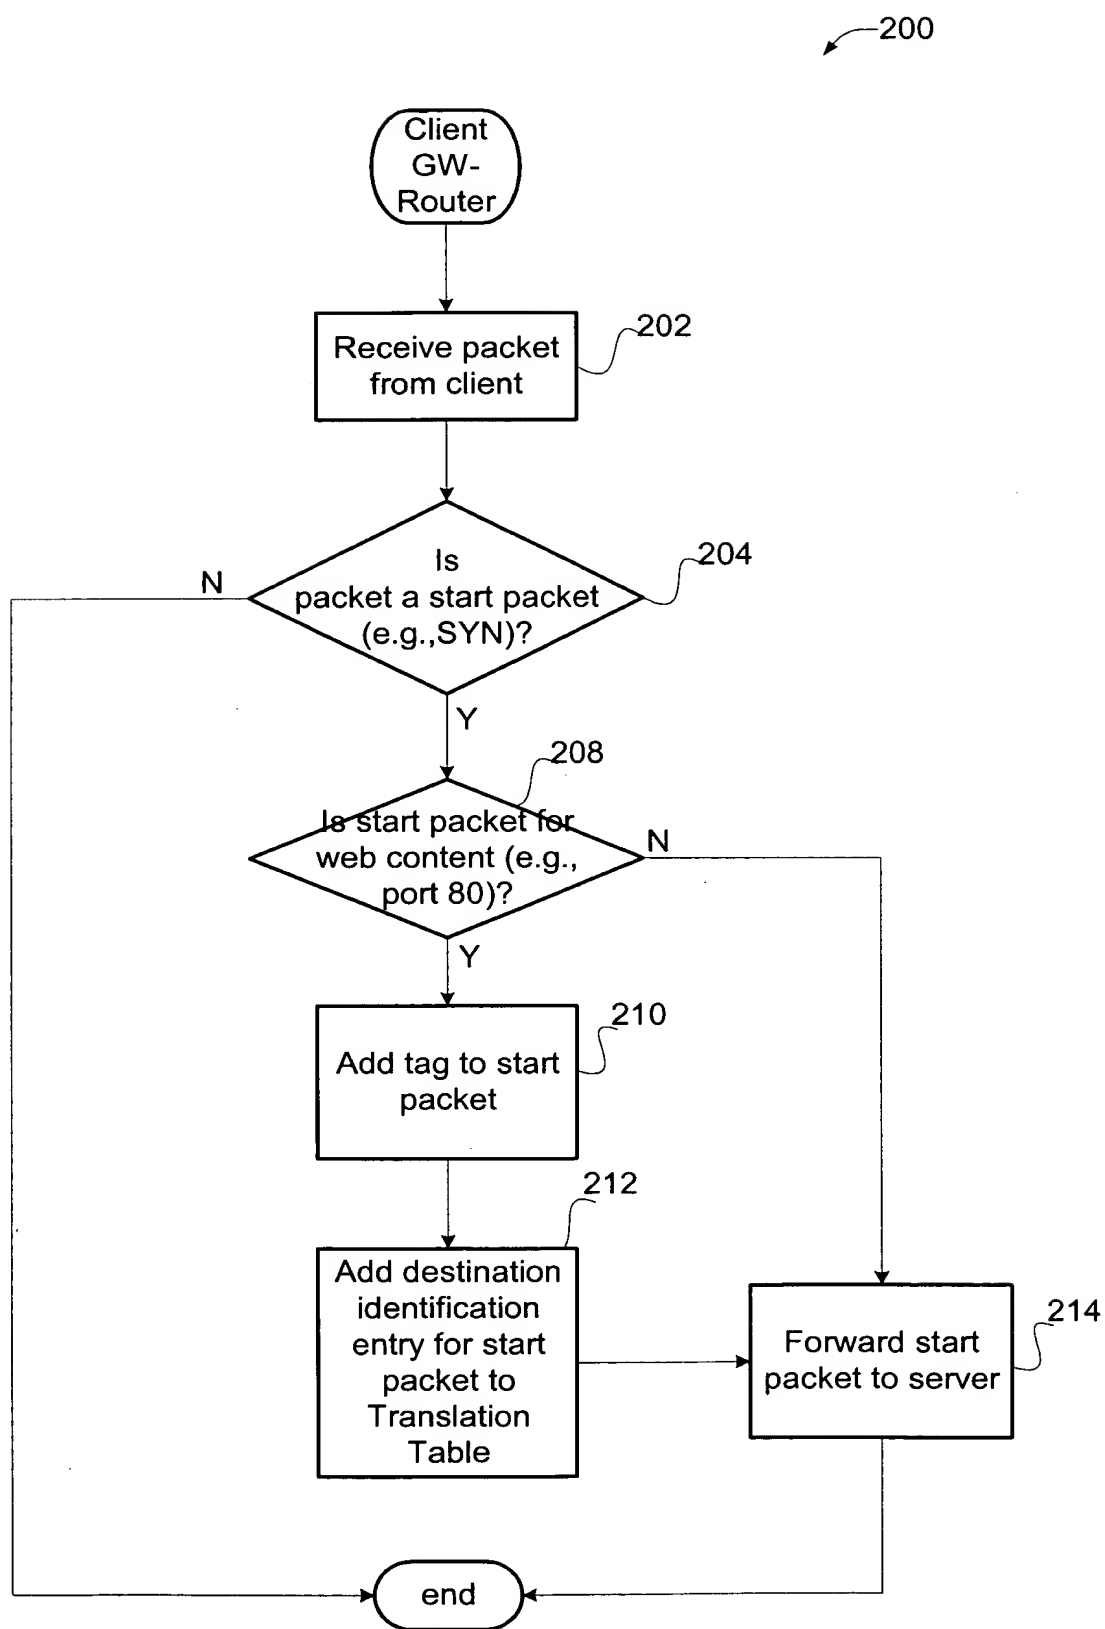 200
Client
GW-
Router
202
Receive packet
from client
204
Is
packet a start packet
(e.g.,SYN)?
N
Y
208
Is start packet for
web content (e.g.,
port 80)?
N
Y
210
Add tag to start
packet
212
Add destination
identification
entry for start
packet to
Translation
Table
214
Forward start
packet to server
end